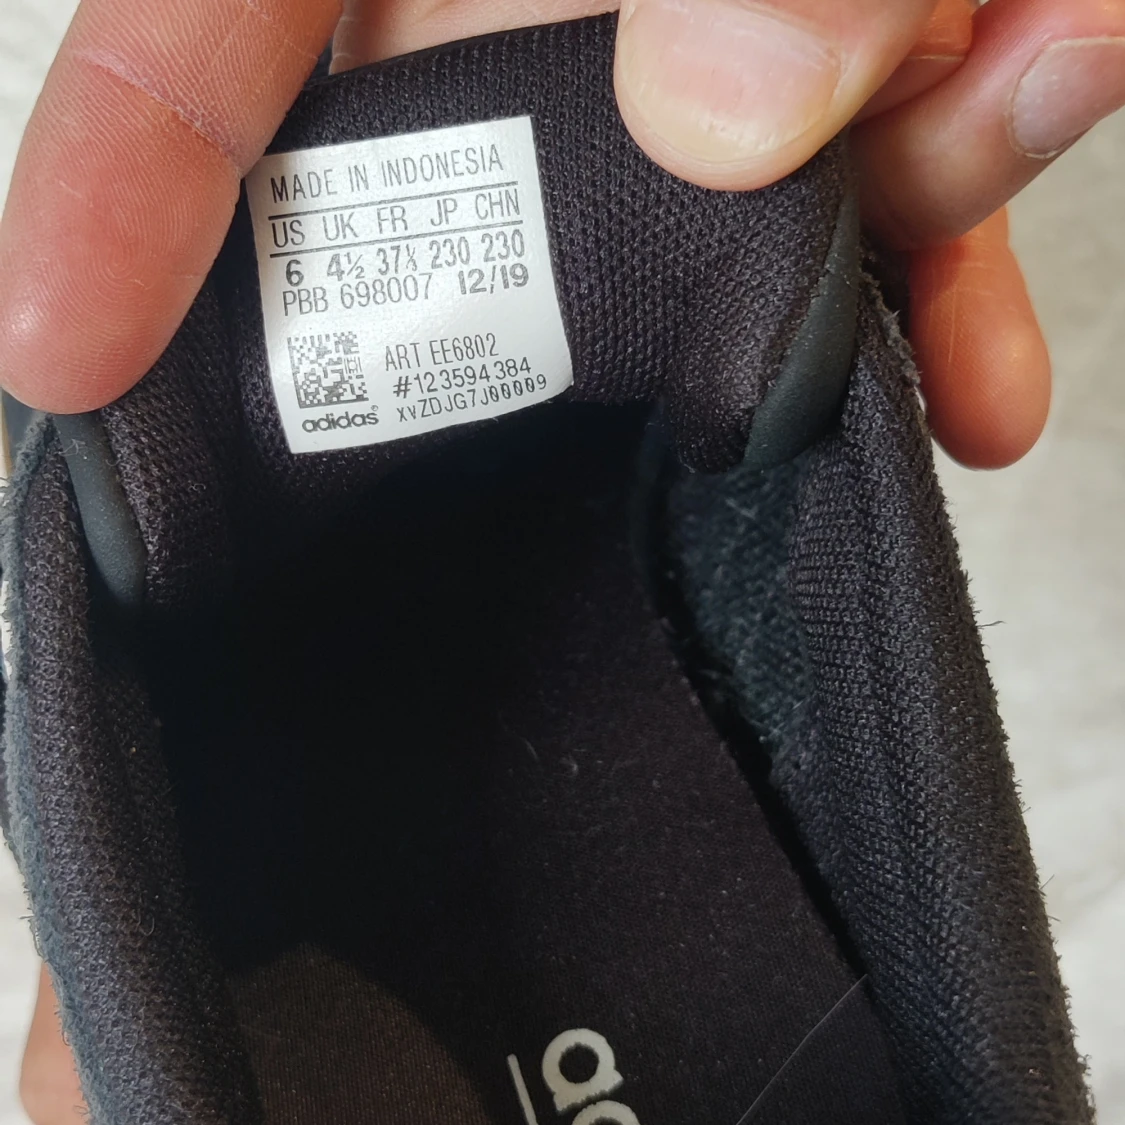 MADE IN INDONESIA
US UK FR JP CHN
6 4½ 37⅓ 230 230
PBB 698007 12/19
ART EE6802
#123594384
adidas®
XVZDJG7J00009